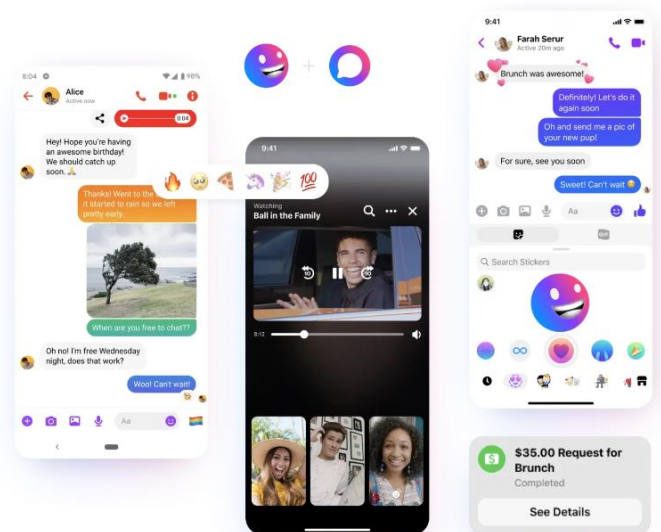 8:04
98%
Alice
Active now
0:04
Hey! Hope you're having
an awesome birthday!
We should catch up
soon.
Thanks! Went to the
it started to rain so we left
pretty early.
When are you free to chat??
Oh no! I'm free Wednesday
night, does that work?
Woo! Can't wait!
Aa
9:41
100
Watching
Ball in the Family
10
10
8:12
9:41
Farah Serur
Active 20m ago
Brunch was awesome!
Definitely! Let's do it
again soon
Oh and send me a pic of
your new pup!
For sure, see you soon
Sweet! Can't wait
Aa
GIF
Search Stickers
$35.00 Request for
Brunch
Completed
See Details